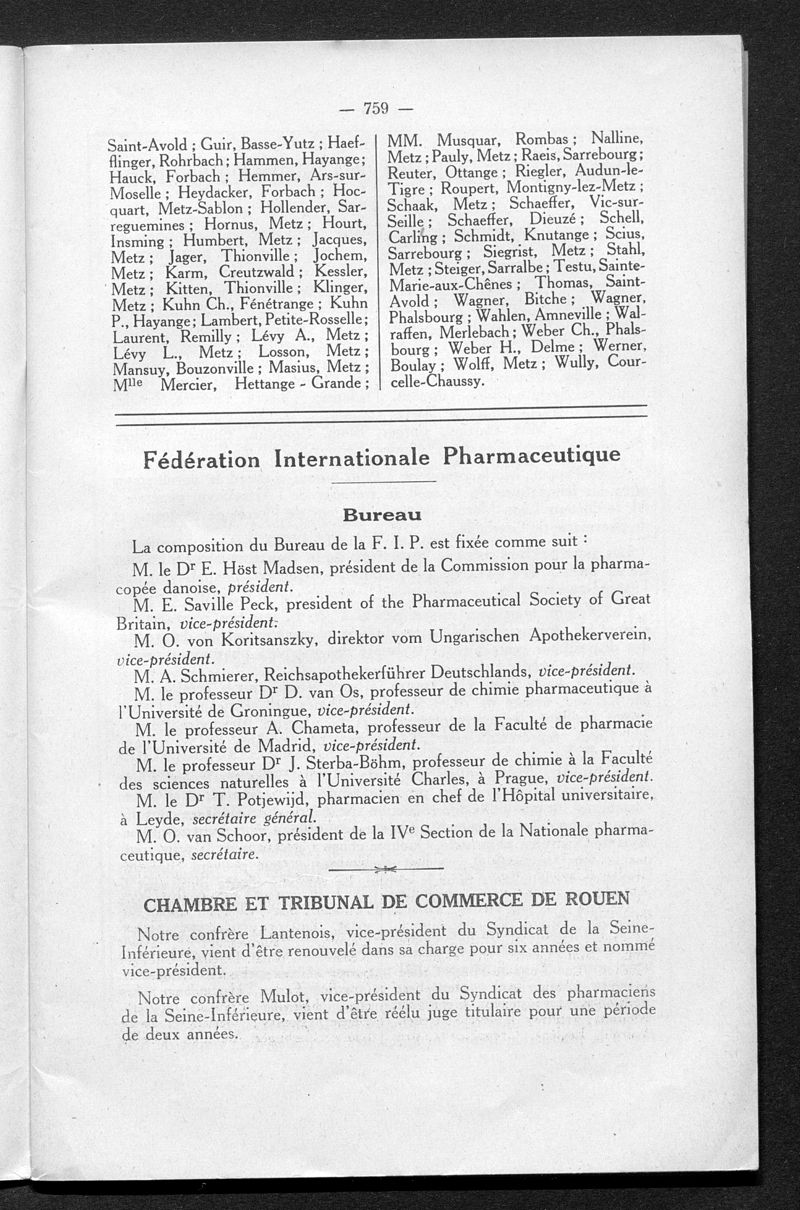 — 759 —
Saint-Avold ; Guir, Basse-Yutz ; Haef-
flinger, Rohrbach ; Hammen, Hayange ;
Hauck, Forbach ; Hemmer, Ars-sur-
Moselle ; Heydacker, Forbach ; Hoc-
quart, Metz-Sablon ; Hollender, Sar-
reguemines ; Hornus, Metz ; Hourt,
Insming ; Humbert, Metz ; Jacques,
Metz ; Jager, Thionville ; Jochem,
Metz ; Karm, Creutzwald ; Kessler,
Metz ; Kitten, Thionville ; Klinger,
Metz ; Kuhn Ch., Fénétrange ; Kuhn
P., Hayange ; Lambert, Petite-Rosselle ;
Laurent, Remilly ; Lévy A., Metz ;
Lévy L., Metz ; Losson, Metz ;
Mansuy, Bouzonville ; Masius, Metz ;
Mlle Mercier, Hettange - Grande ;
MM. Musquar, Rombas ; Nalline,
Metz ; Pauly, Metz ; Raeis, Sarrebourg ;
Reuter, Ottange ; Riegler, Audun-le-
Tigre ; Roupert, Montigny-lez-Metz ;
Schaak, Metz ; Schaeffer, Vic-sur-
Seille ; Schaeffer, Dieuzé ; Schell,
Carling ; Schmidt, Knutange ; Scius,
Sarrebourg ; Siegrist, Metz ; Stahl,
Metz ; Steiger, Sarralbe ; Testu, Sainte-
Marie-aux-Chênes ; Thomas, Saint-
Avold ; Wagner, Bitche ; Wagner,
Phalsbourg ; Wahlen, Amneville ; Wal-
raffen, Merlebach ; Weber Ch., Phals-
bourg ; Weber H., Delme ; Werner,
Boulay ; Wolff, Metz ; Wully, Cour-
celle-Chaussy.
Fédération Internationale Pharmaceutique
Bureau
La composition du Bureau de la F. I. P. est fixée comme suit :
M. le Dr E. Höst Madsen, président de la Commission pour la pharma-
copée danoise, président.
M. E. Saville Peck, president of the Pharmaceutical Society of Great
Britain, vice-président.
M. O. von Koritsanszky, direktor vom Ungarischen Apothekerverein,
vice-président.
M. A. Schmierer, Reichsapothekerführer Deutschlands, vice-président.
M. le professeur Dr D. van Os, professeur de chimie pharmaceutique à
l'Université de Groningue, vice-président.
M. le professeur A. Chameta, professeur de la Faculté de pharmacie
de l'Université de Madrid, vice-président.
M. le professeur Dr J. Sterba-Böhm, professeur de chimie à la Faculté
des sciences naturelles à l'Université Charles, à Prague, vice-président.
M. le Dr T. Potjewijd, pharmacien en chef de l'Hôpital universitaire,
à Leyde, secrétaire général.
M. O. van Schoor, président de la IVe Section de la Nationale pharma-
ceutique, secrétaire.
CHAMBRE ET TRIBUNAL DE COMMERCE DE ROUEN
Notre confrère Lantenois, vice-président du Syndicat de la Seine-
Inférieure, vient d'être renouvelé dans sa charge pour six années et nommé
vice-président.
Notre confrère Mulot, vice-président du Syndicat des pharmaciens
de la Seine-Inférieure, vient d'être réélu juge titulaire pour une période
de deux années.